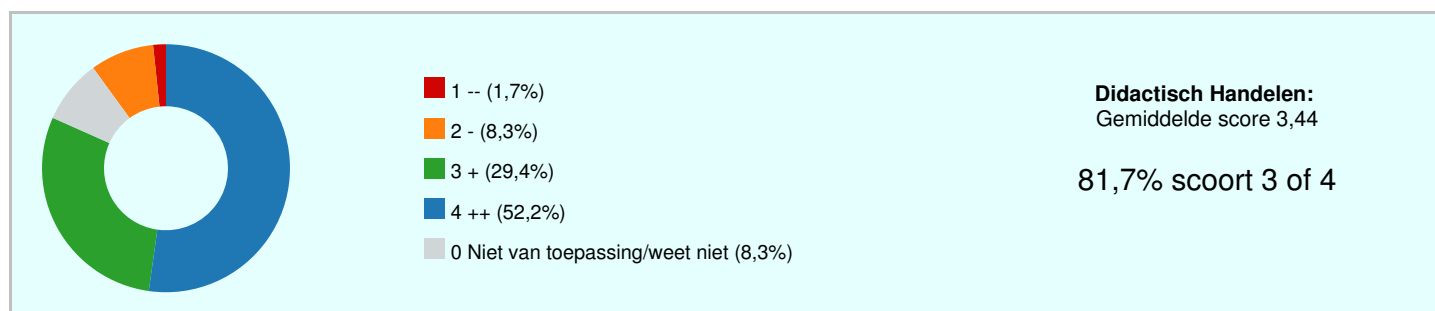 1 -- (1,7%)
2 - (8,3%)
3 + (29,4%)
4 ++ (52,2%)
0 Niet van toepassing/weet niet (8,3%)
Didactisch Handelen:
Gemiddelde score 3,44
81,7% scoort 3 of 4